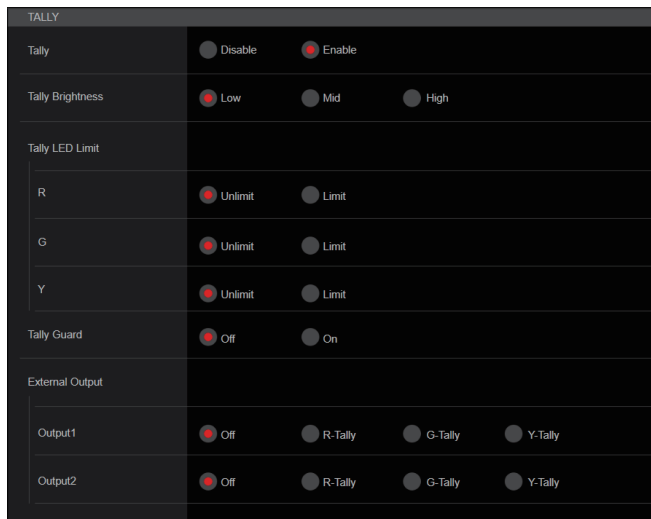 TALLY
Tally Disable Enable
Tally Brightness Low Mid High
Tally LED Limit
R Unlimit Limit
G Unlimit Limit
Y Unlimit Limit
Tally Guard Off On
External Output
Output1 Off R-Tally G-Tally Y-Tally
Output2 Off R-Tally G-Tally Y-Tally